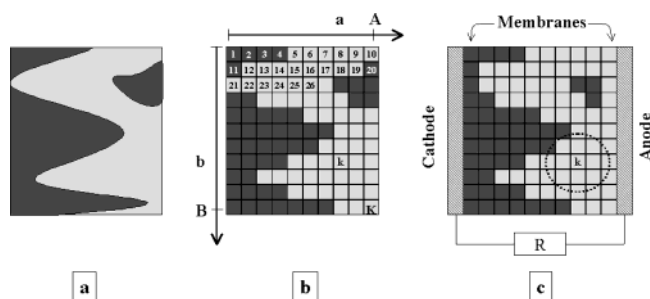 a A
Membranes
1 2 3 4 5 6 7 8 9 10
11 12 13 14 15 16 17 18 19 20
21 22 23 24 25 26
b
k
B
K
Cathode
k
Anode
R
a
b
c